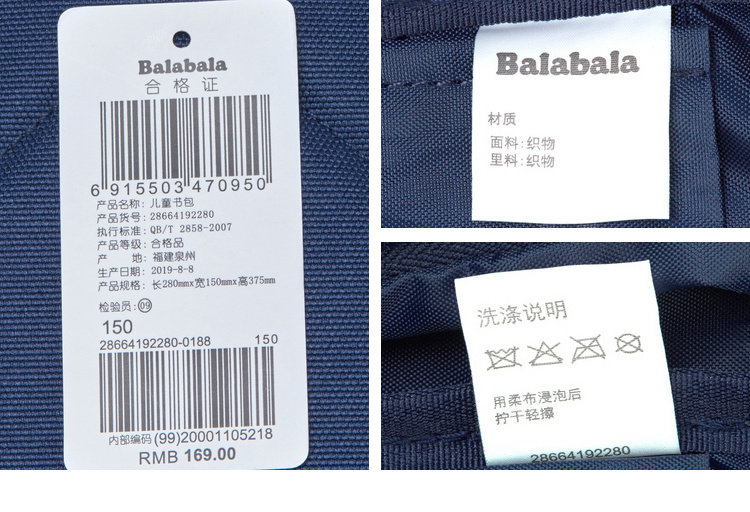 Balabala
合格证
6 915503 470950
产品名称: 儿童书包
产品货号: 28664192280
执行标准: QB/T 2858-2007
产品等级: 合格品
产 地: 福建泉州
生产日期: 2019-8-8
产品规格: 长280mmx宽150mmx高375mm
检验员: 09
150
28664192280-0188 150
内部编码 (99)20001105218
RMB 169.00
Balabala
材质
面料: 织物
里料: 织物
洗涤说明
用柔布浸泡后
拧干轻擦
28664192280